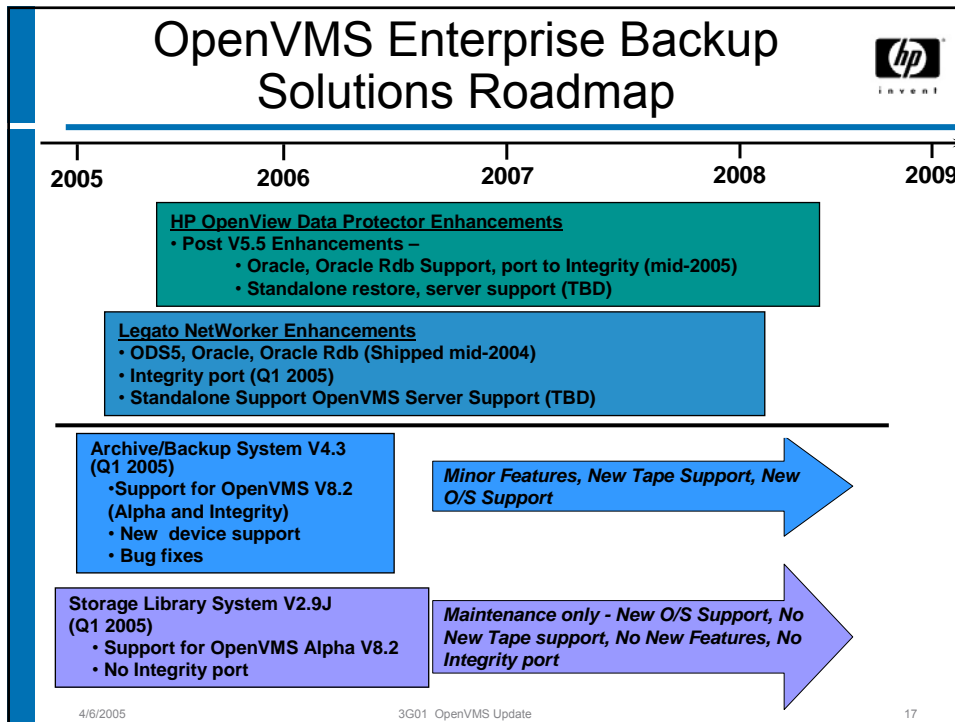 OpenVMS Enterprise Backup
Solutions Roadmap
hp
invent
2005 2006 2007 2008 2009
HP OpenView Data Protector Enhancements
• Post V5.5 Enhancements –
• Oracle, Oracle Rdb Support, port to Integrity (mid-2005)
• Standalone restore, server support (TBD)
Legato NetWorker Enhancements
• ODS5, Oracle, Oracle Rdb (Shipped mid-2004)
• Integrity port (Q1 2005)
• Standalone Support OpenVMS Server Support (TBD)
Archive/Backup System V4.3
(Q1 2005)
•Support for OpenVMS V8.2
(Alpha and Integrity)
• New device support
• Bug fixes
Minor Features, New Tape Support, New
O/S Support
Storage Library System V2.9J
(Q1 2005)
• Support for OpenVMS Alpha V8.2
• No Integrity port
Maintenance only - New O/S Support, No
New Tape support, No New Features, No
Integrity port
4/6/2005 3G01 OpenVMS Update 17